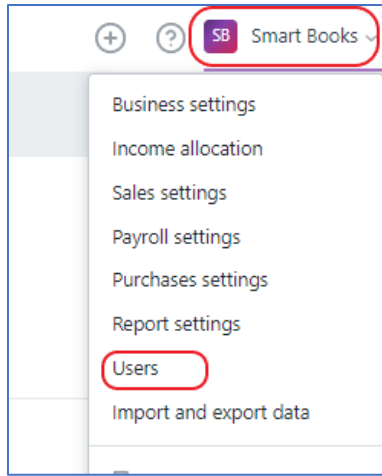 SB Smart Books
Business settings
Income allocation
Sales settings
Payroll settings
Purchases settings
Report settings
Users
Import and export data